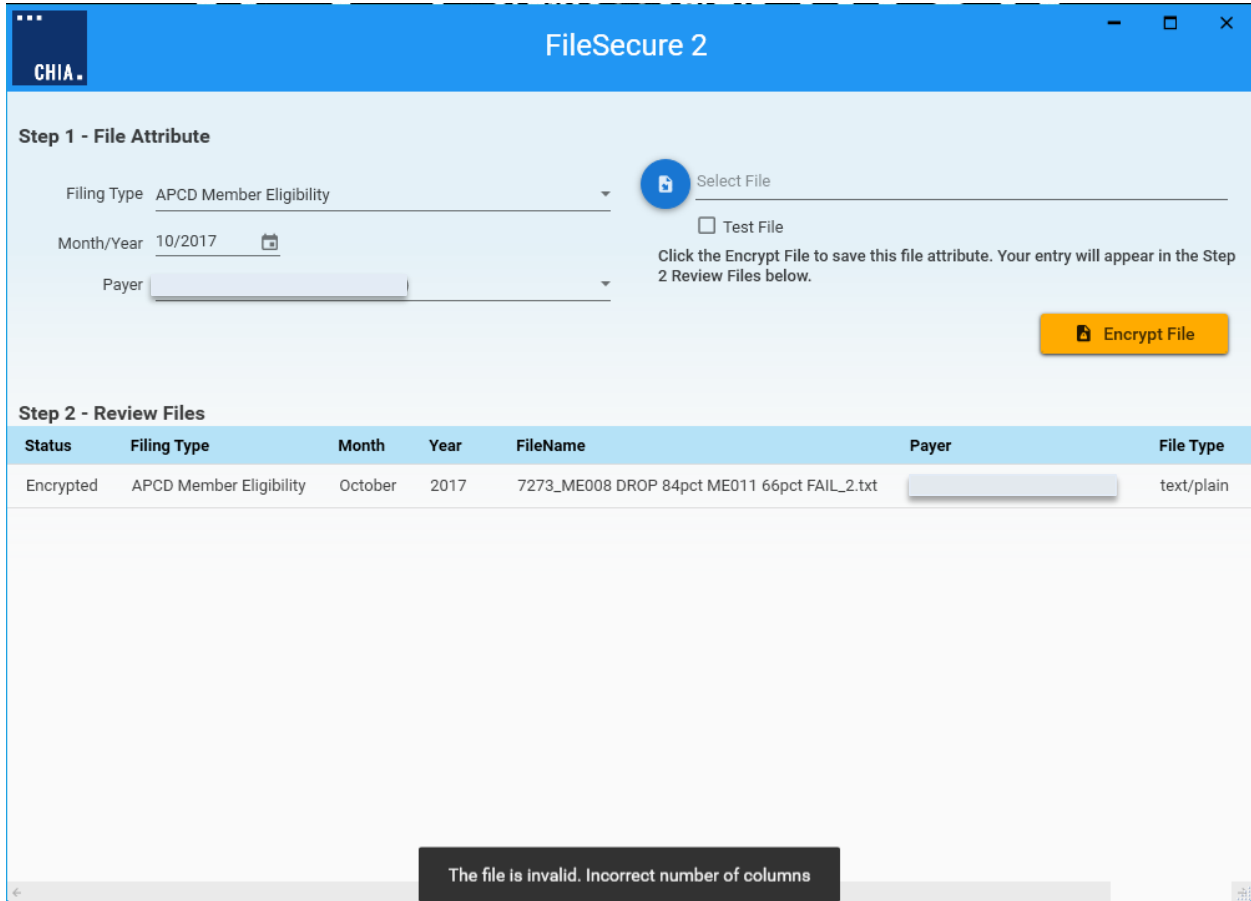 CHIA.
FileSecure 2
Step 1 - File Attribute
Filing Type APCD Member Eligibility
Select File
Test File
Month/Year 10/2017
Click the Encrypt File to save this file attribute. Your entry will appear in the Step
2 Review Files below.
Payer
Encrypt File
Step 2 - Review Files
Status Filing Type Month Year FileName Payer File Type
Encrypted APCD Member Eligibility October 2017 7273_ME008 DROP 84pct ME011 66pct FAIL_2.txt text/plain
The file is invalid. Incorrect number of columns